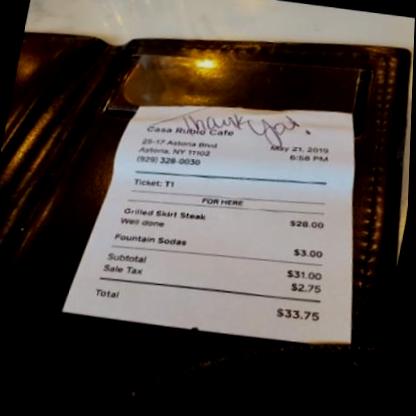 Thank you!
Casa Rubio Cafe
25-17 Astoria Blvd
Astoria, NY 11102
(929) 328-0030
May 21, 2019
6:58 PM
Ticket: T1
FOR HERE
Grilled Skirt Steak $28.00
Well done
Fountain Sodas $3.00
Subtotal $31.00
Sale Tax $2.75
Total $33.75